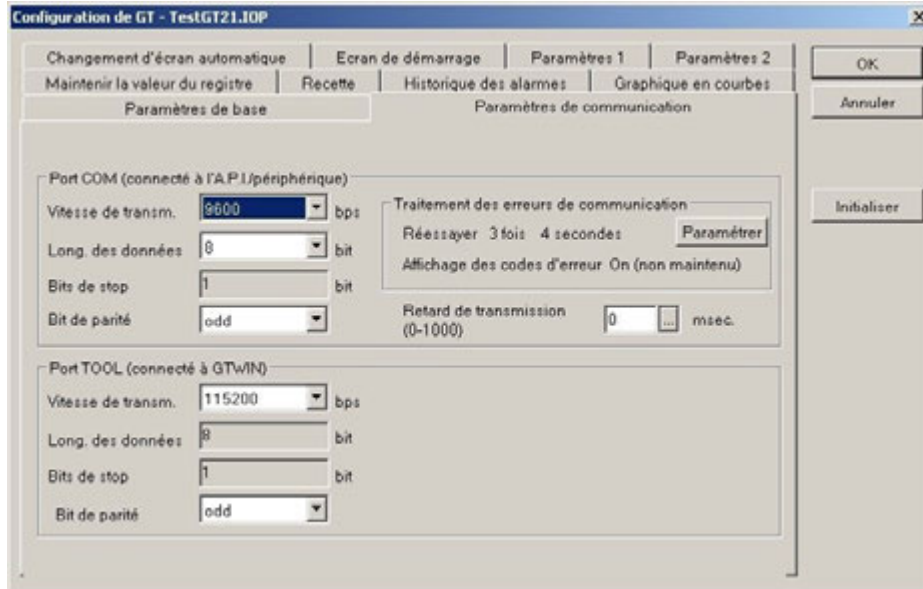 Configuration de GT - TestGT21.IOP
Changement d'écran automatique Ecran de démarrage Paramètres 1 Paramètres 2
Maintenir la valeur du registre Recette Historique des alarmes Graphique en courbes
Paramètres de base Paramètres de communication
OK
Annuler
Initialiser
Port COM (connecté à l'A.P.I./périphérique)
Vitesse de transm. 9600 bps
Long. des données 8 bit
Bits de stop 1 bit
Bit de parité odd
Traitement des erreurs de communication
Réessayer 3 fois 4 secondes Paramétrer
Affichage des codes d'erreur On (non maintenu)
Retard de transmission
(0-1000) 0 ... msec.
Port TOOL (connecté à GTWIN)
Vitesse de transm. 115200 bps
Long. des données 8 bit
Bits de stop 1 bit
Bit de parité odd